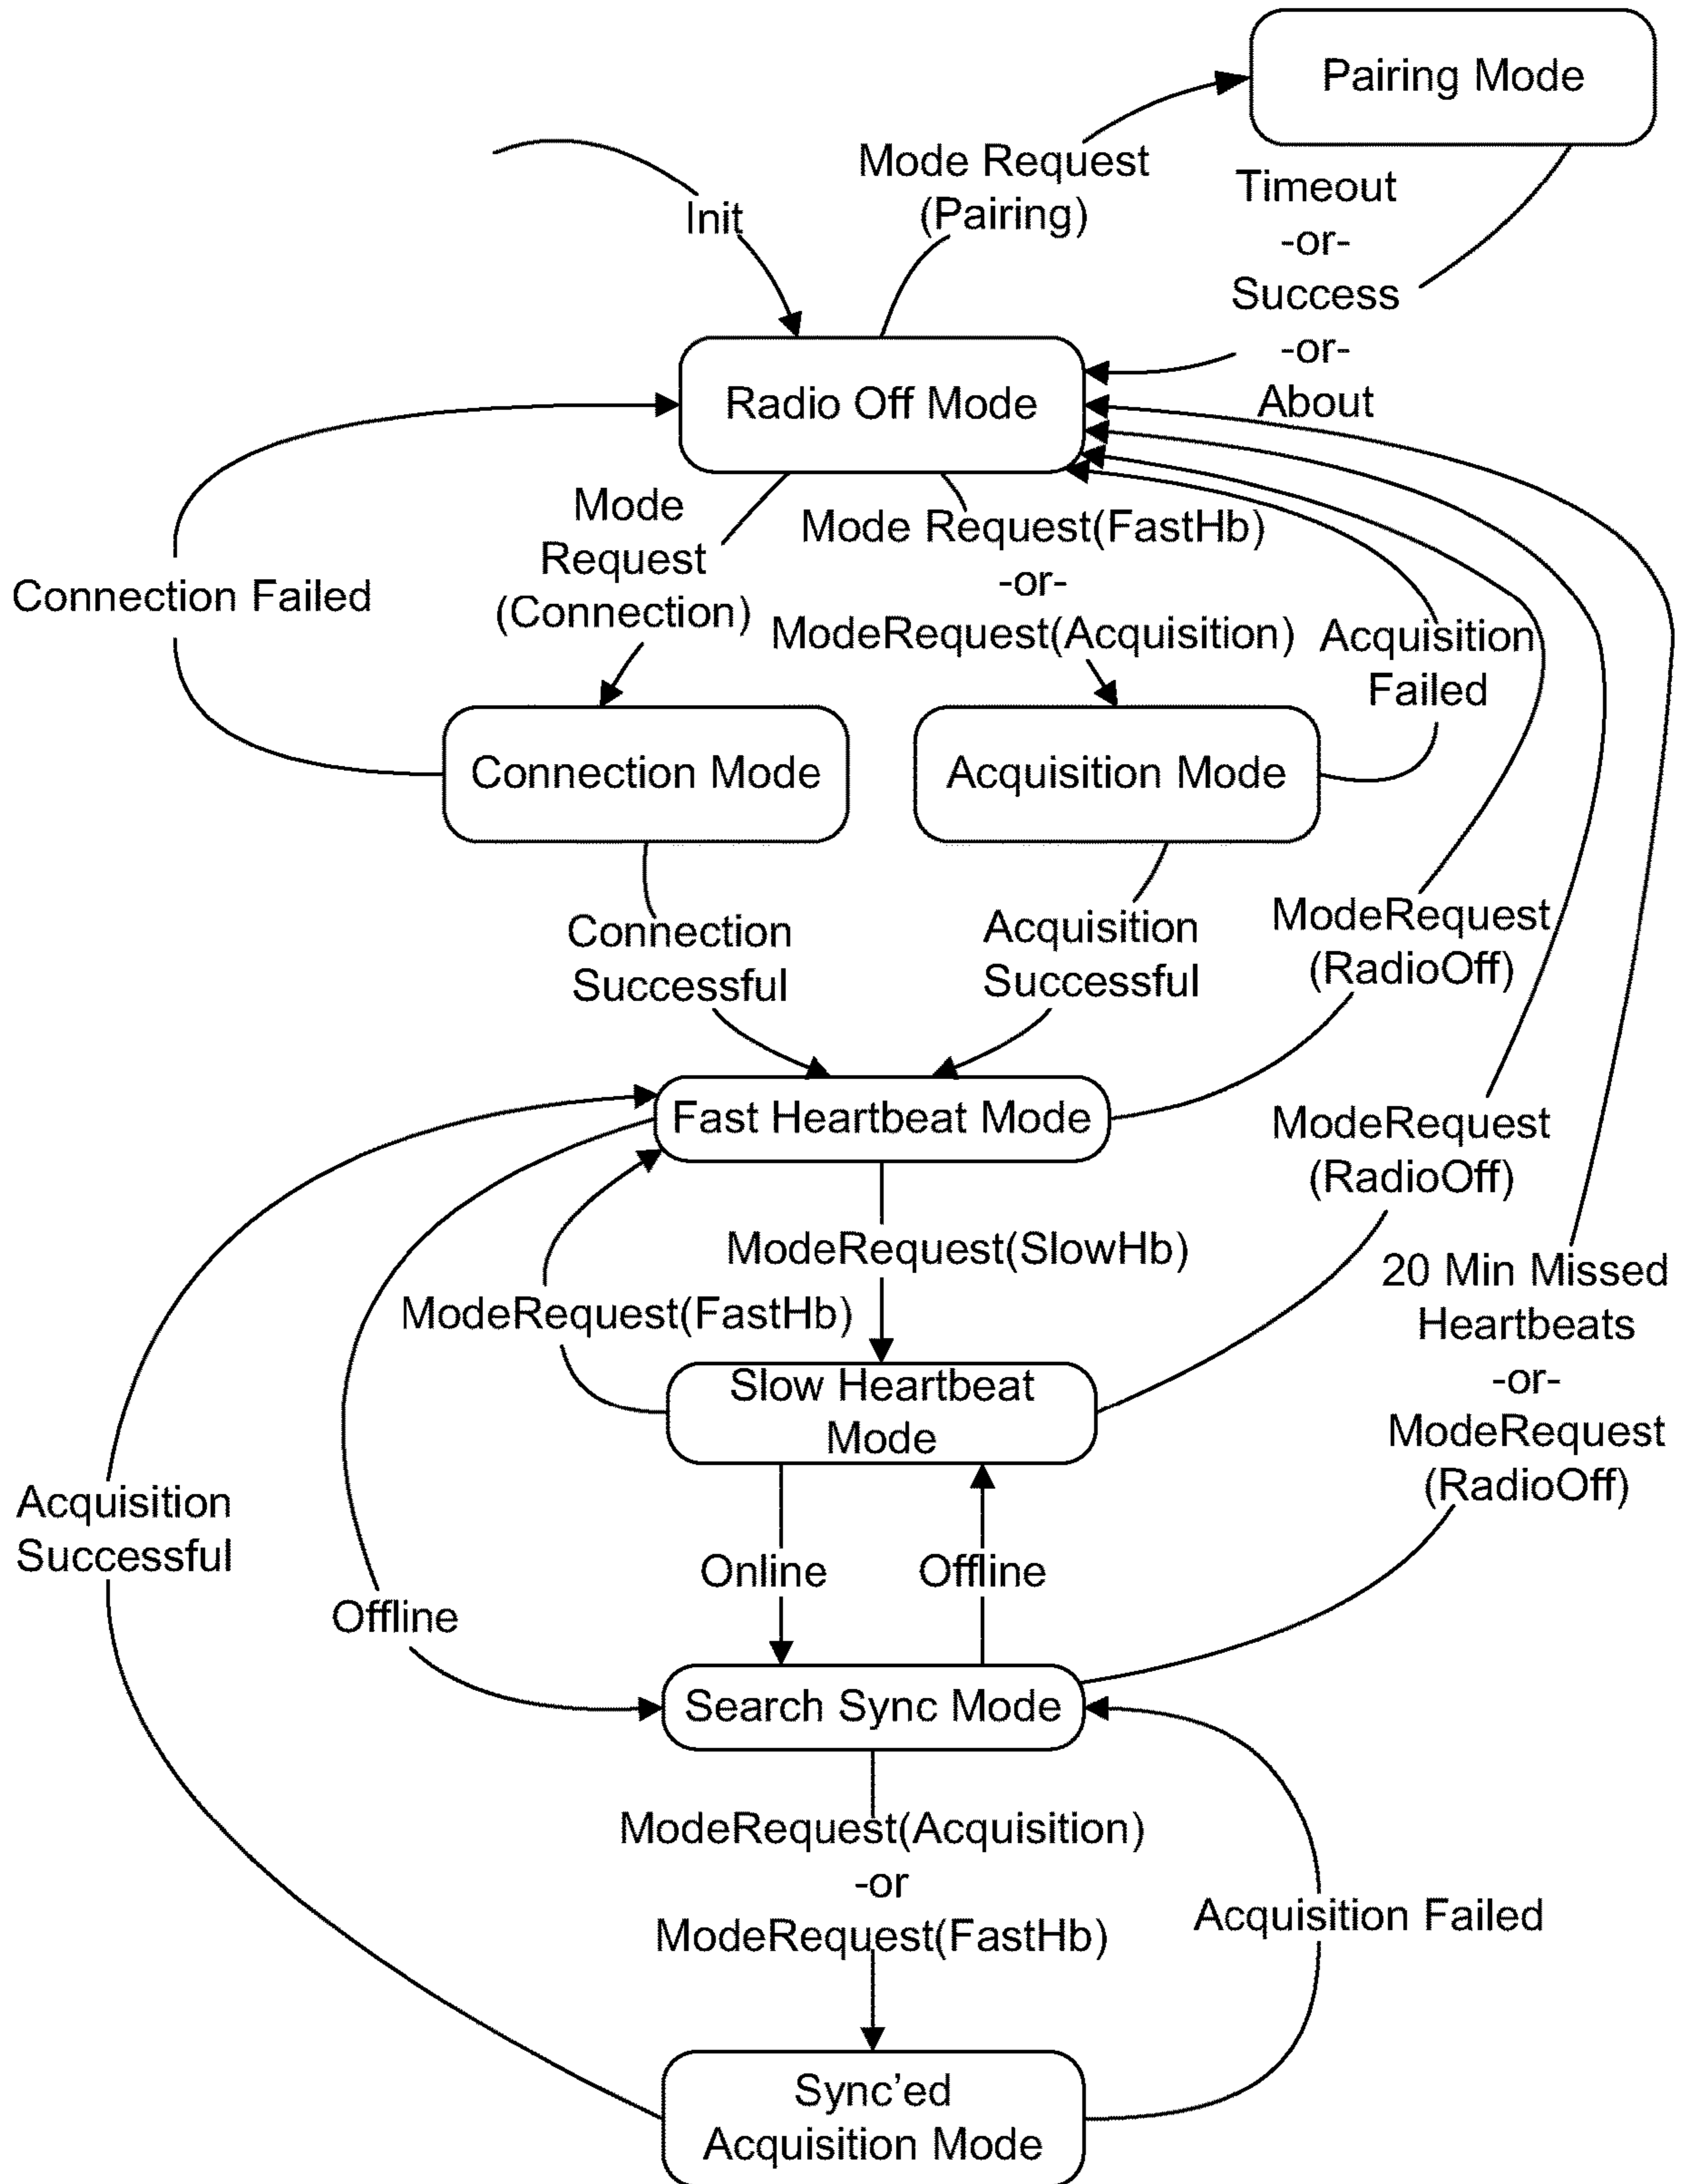 Pairing Mode
Mode Request
(Pairing)
Timeout
-or-
Success
-or-
About
Init
Radio Off Mode
Mode
Request
(Connection)
Mode Request(FastHb)
-or-
ModeRequest(Acquisition)
Connection Failed
Acquisition
Failed
Connection Mode
Acquisition Mode
Connection
Successful
Acquisition
Successful
ModeRequest
(RadioOff)
Fast Heartbeat Mode
ModeRequest
(RadioOff)
ModeRequest(SlowHb)
ModeRequest(FastHb)
20 Min Missed
Heartbeats
-or-
ModeRequest
(RadioOff)
Slow Heartbeat
Mode
Acquisition
Successful
Online
Offline
Offline
Search Sync Mode
ModeRequest(Acquisition)
-or
ModeRequest(FastHb)
Acquisition Failed
Sync’ed
Acquisition Mode